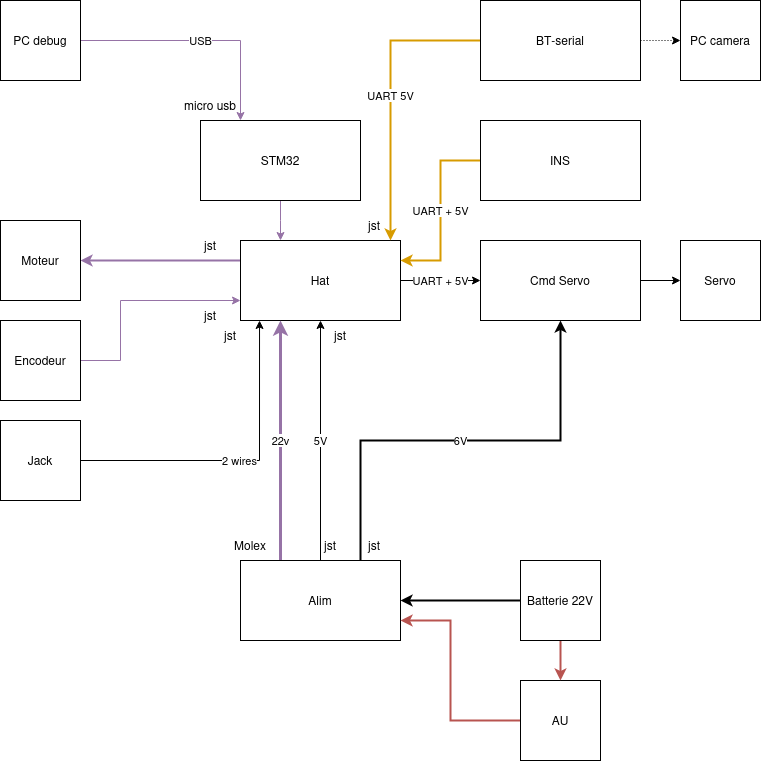 PC debug
USB
BT-serial
PC camera
UART 5V
micro usb
STM32
INS
UART + 5V
jst
Moteur
jst
Hat
UART + 5V
Cmd Servo
Servo
jst
jst
jst
Encodeur
22v
5V
6V
Jack
2 wires
Molex
jst
jst
Alim
Batterie 22V
AU